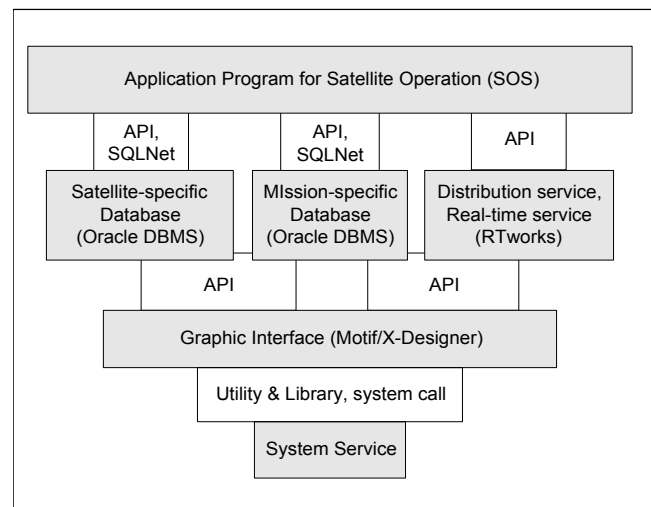 Application Program for Satellite Operation (SOS)
API,
SQLNet
API,
SQLNet
API
Satellite-specific
Database
(Oracle DBMS)
MIssion-specific
Database
(Oracle DBMS)
Distribution service,
Real-time service
(RTworks)
API
API
Graphic Interface (Motif/X-Designer)
Utility & Library, system call
System Service